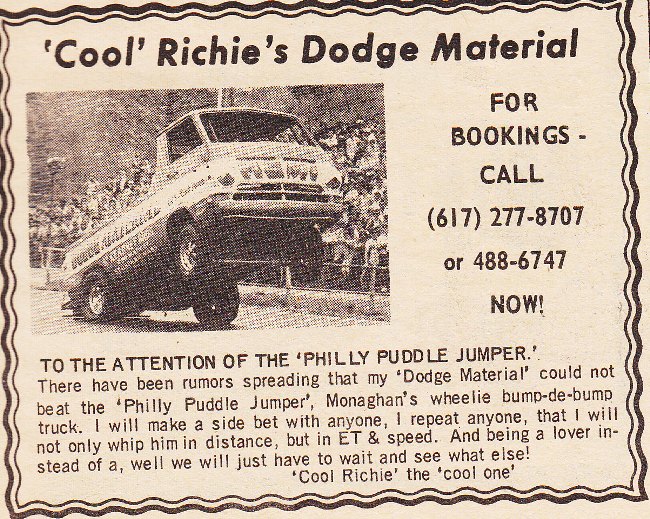 'Cool' Richie's Dodge Material
FOR
BOOKINGS -
CALL
(617) 277-8707
or 488-6747
NOW!
HEMI
TO THE ATTENTION OF THE 'PHILLY PUDDLE JUMPER.'
There have been rumors spreading that my 'Dodge Material' could not
beat the 'Philly Puddle Jumper', Monaghan's wheelie bump-de-bump
truck. I will make a side bet with anyone, I repeat anyone, that I will
not only whip him in distance, but in ET & speed. And being a lover in-
stead of a, well we will just have to wait and see what else!
'Cool Richie' the 'cool one'